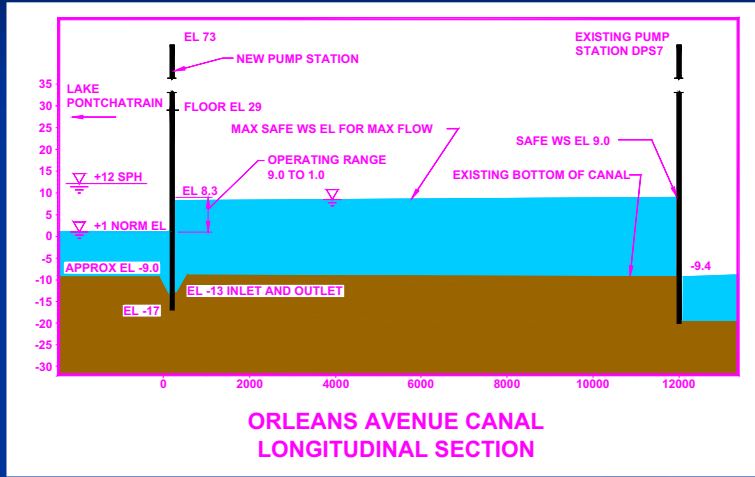 EL 73
EXISTING PUMP
STATION DPS7
NEW PUMP STATION
LAKE
PONTCHATRAIN
FLOOR EL 29
MAX SAFE WS EL FOR MAX FLOW
SAFE WS EL 9.0
OPERATING RANGE
9.0 TO 1.0
EXISTING BOTTOM OF CANAL
+12 SPH
EL 8.3
+1 NORM EL
APPROX EL -9.0
-9.4
EL -13 INLET AND OUTLET
EL -17
35
30
25
20
15
10
5
0
-5
-10
-15
-20
-25
-30
0 2000 4000 6000 8000 10000 12000
ORLEANS AVENUE CANAL
LONGITUDINAL SECTION